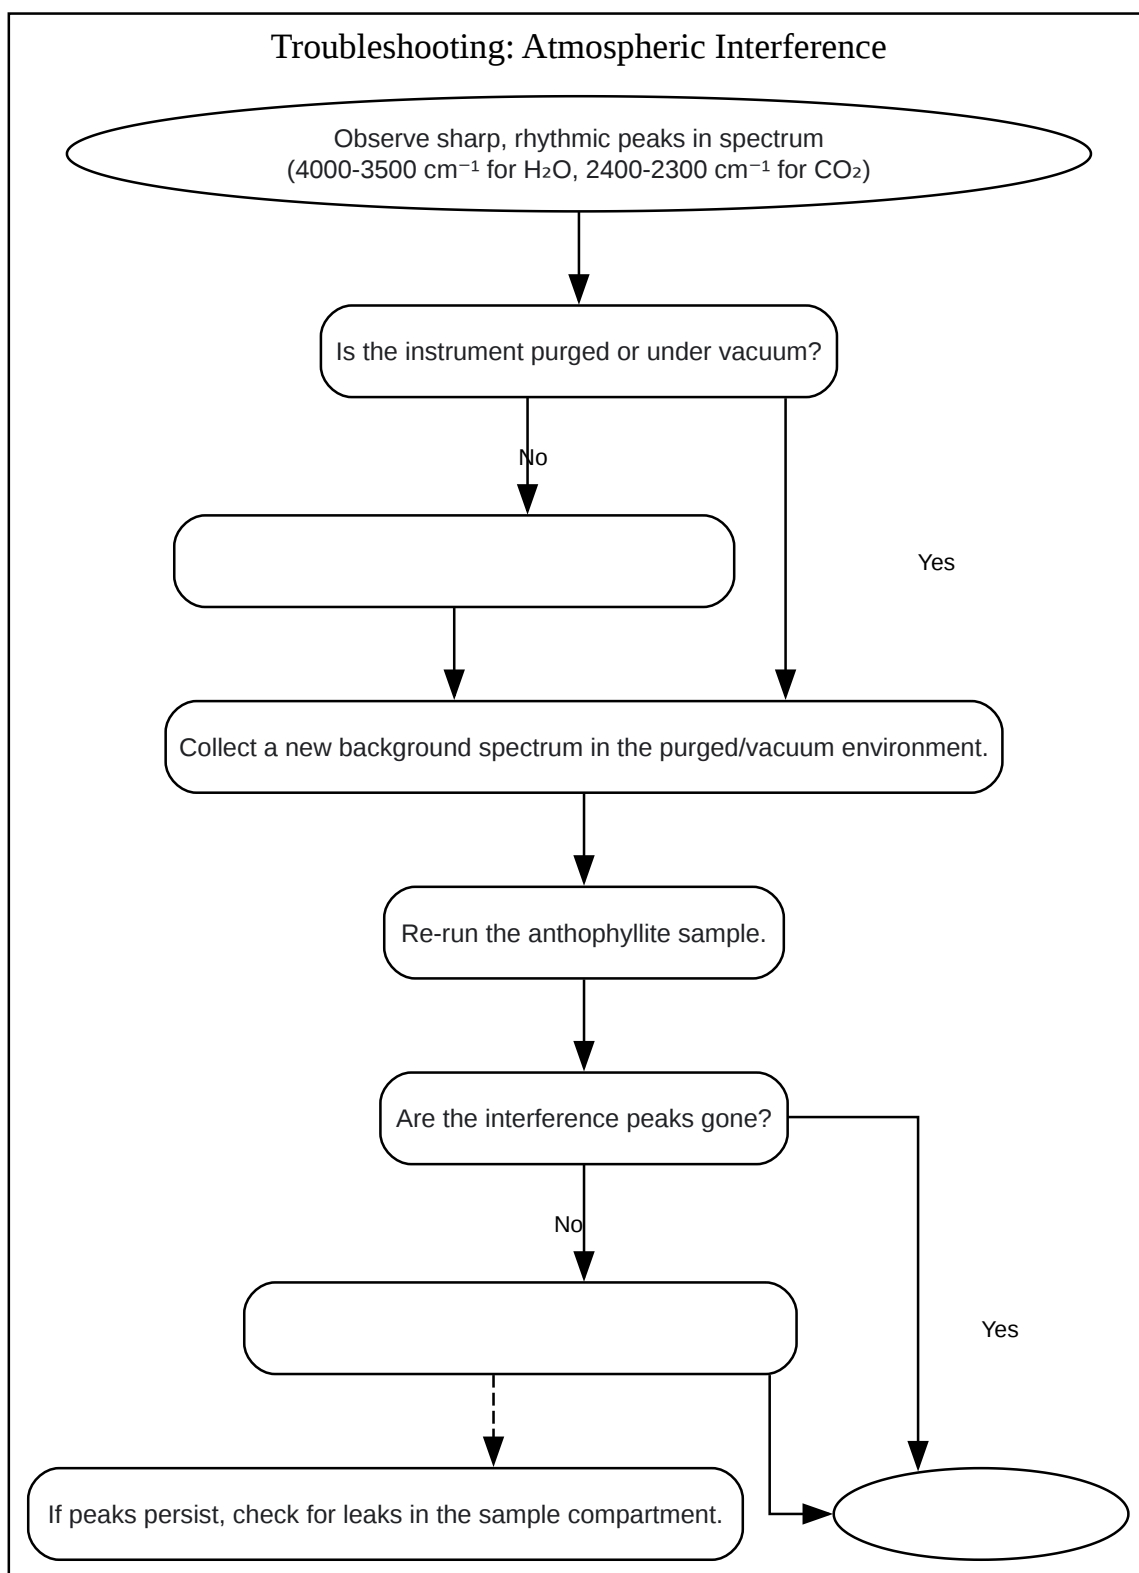 Troubleshooting: Atmospheric Interference
Observe sharp, rhythmic peaks in spectrum
(4000-3500 cm⁻¹ for H₂O, 2400-2300 cm⁻¹ for CO₂)
Is the instrument purged or under vacuum?
No
Yes
Collect a new background spectrum in the purged/vacuum environment.
Re-run the anthophyllite sample.
Are the interference peaks gone?
No
Yes
If peaks persist, check for leaks in the sample compartment.